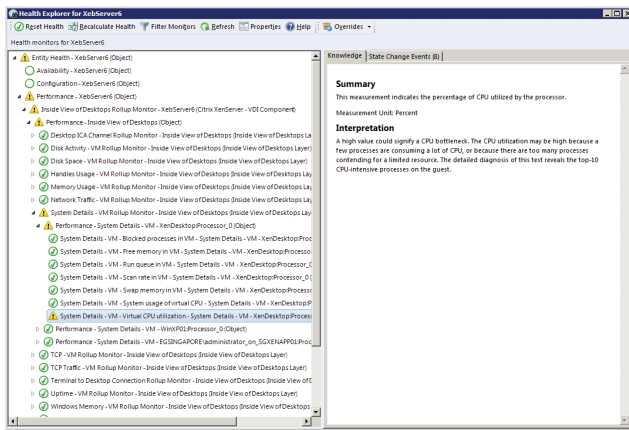 Health Explorer for XebServer6
Reset Health Recalculate Health Filter Monitors Refresh Properties Help Overrides
Health monitors for XebServer6
Entity Health - XebServer6 (Object)
Availability - XebServer6 (Object)
Configuration - XebServer6 (Object)
Performance - XebServer6 (Object)
Inside View of Desktops Rollup Monitor - XebServer6 (Citrix XenServer - VDI Component)
Performance - Inside View of Desktops (Object)
Desktop ICA Channel Rollup Monitor - Inside View of Desktops (Inside View of Desktops La
Disk Activity - VM Rollup Monitor - Inside View of Desktops (Inside View of Desktops Layer)
Disk Space - VM Rollup Monitor - Inside View of Desktops (Inside View of Desktops Layer)
Handles Usage - VM Rollup Monitor - Inside View of Desktops (Inside View of Desktops Lay
Memory Usage - VM Rollup Monitor - Inside View of Desktops (Inside View of Desktops Lay
Network Traffic - VM Rollup Monitor - Inside View of Desktops (Inside View of Desktops Lay
System Details - VM Rollup Monitor - Inside View of Desktops (Inside View of Desktops Lay
Performance - System Details - VM - XenDesktop:Processor_0 (Object)
System Details - VM - Blocked processes in VM - System Details - VM - XenDesktop:Proc
System Details - VM - Free memory in VM - System Details - VM - XenDesktop:Processo
System Details - VM - Run queue in VM - System Details - VM - XenDesktop:Processor_0
System Details - VM - Scan rate in VM - System Details - VM - XenDesktop:Processor_0 (
System Details - VM - Swap memory in VM - System Details - VM - XenDesktop:Process
System Details - VM - System usage of virtual CPU - System Details - VM - XenDesktop:P
System Details - VM - Virtual CPU utilization - System Details - VM - XenDesktop:Process
Performance - System Details - VM - WinXP01:Processor_0 (Object)
Performance - System Details - VM - EGSINGAPORE\administrator_on_SGXENAPP01:Proc
TCP - VM Rollup Monitor - Inside View of Desktops (Inside View of Desktops Layer)
TCP Traffic - VM Rollup Monitor - Inside View of Desktops (Inside View of Desktops Layer)
Terminal to Desktop Connection Rollup Monitor - Inside View of Desktops (Inside View of D
Uptime - VM Rollup Monitor - Inside View of Desktops (Inside View of Desktops Layer)
Windows Memory - VM Rollup Monitor - Inside View of Desktops (Inside View of Desktops
Knowledge State Change Events (8)
Summary
This measurement indicates the percentage of CPU utilized by the processor.
Measurement Unit: Percent
Interpretation
A high value could signify a CPU bottleneck. The CPU utilization may be high because a
few processes are consuming a lot of CPU, or because there are too many processes
contending for a limited resource. The detailed diagnosis of this test reveals the top-10
CPU-intensive processes on the guest.